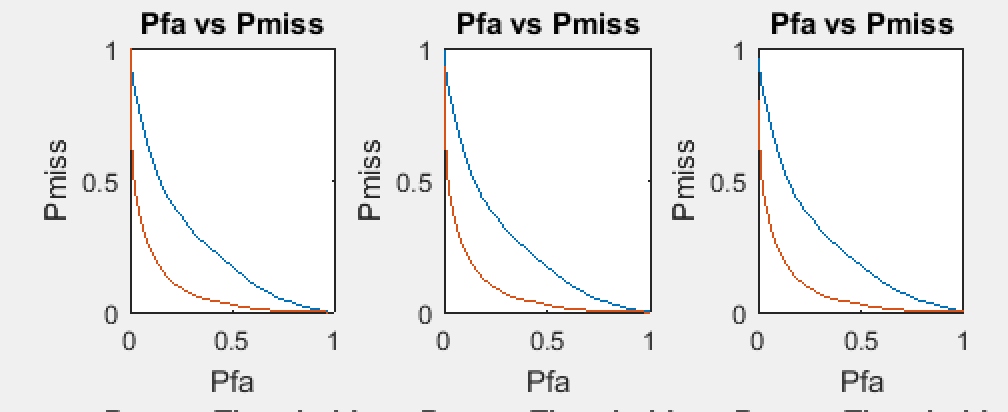 Pfa vs Pmiss Pfa vs Pmiss Pfa vs Pmiss
1 1 1
Pmiss Pmiss Pmiss
0.5 0.5 0.5
0 0 0
0 0.5 1 0 0.5 1 0 0.5 1
Pfa Pfa Pfa